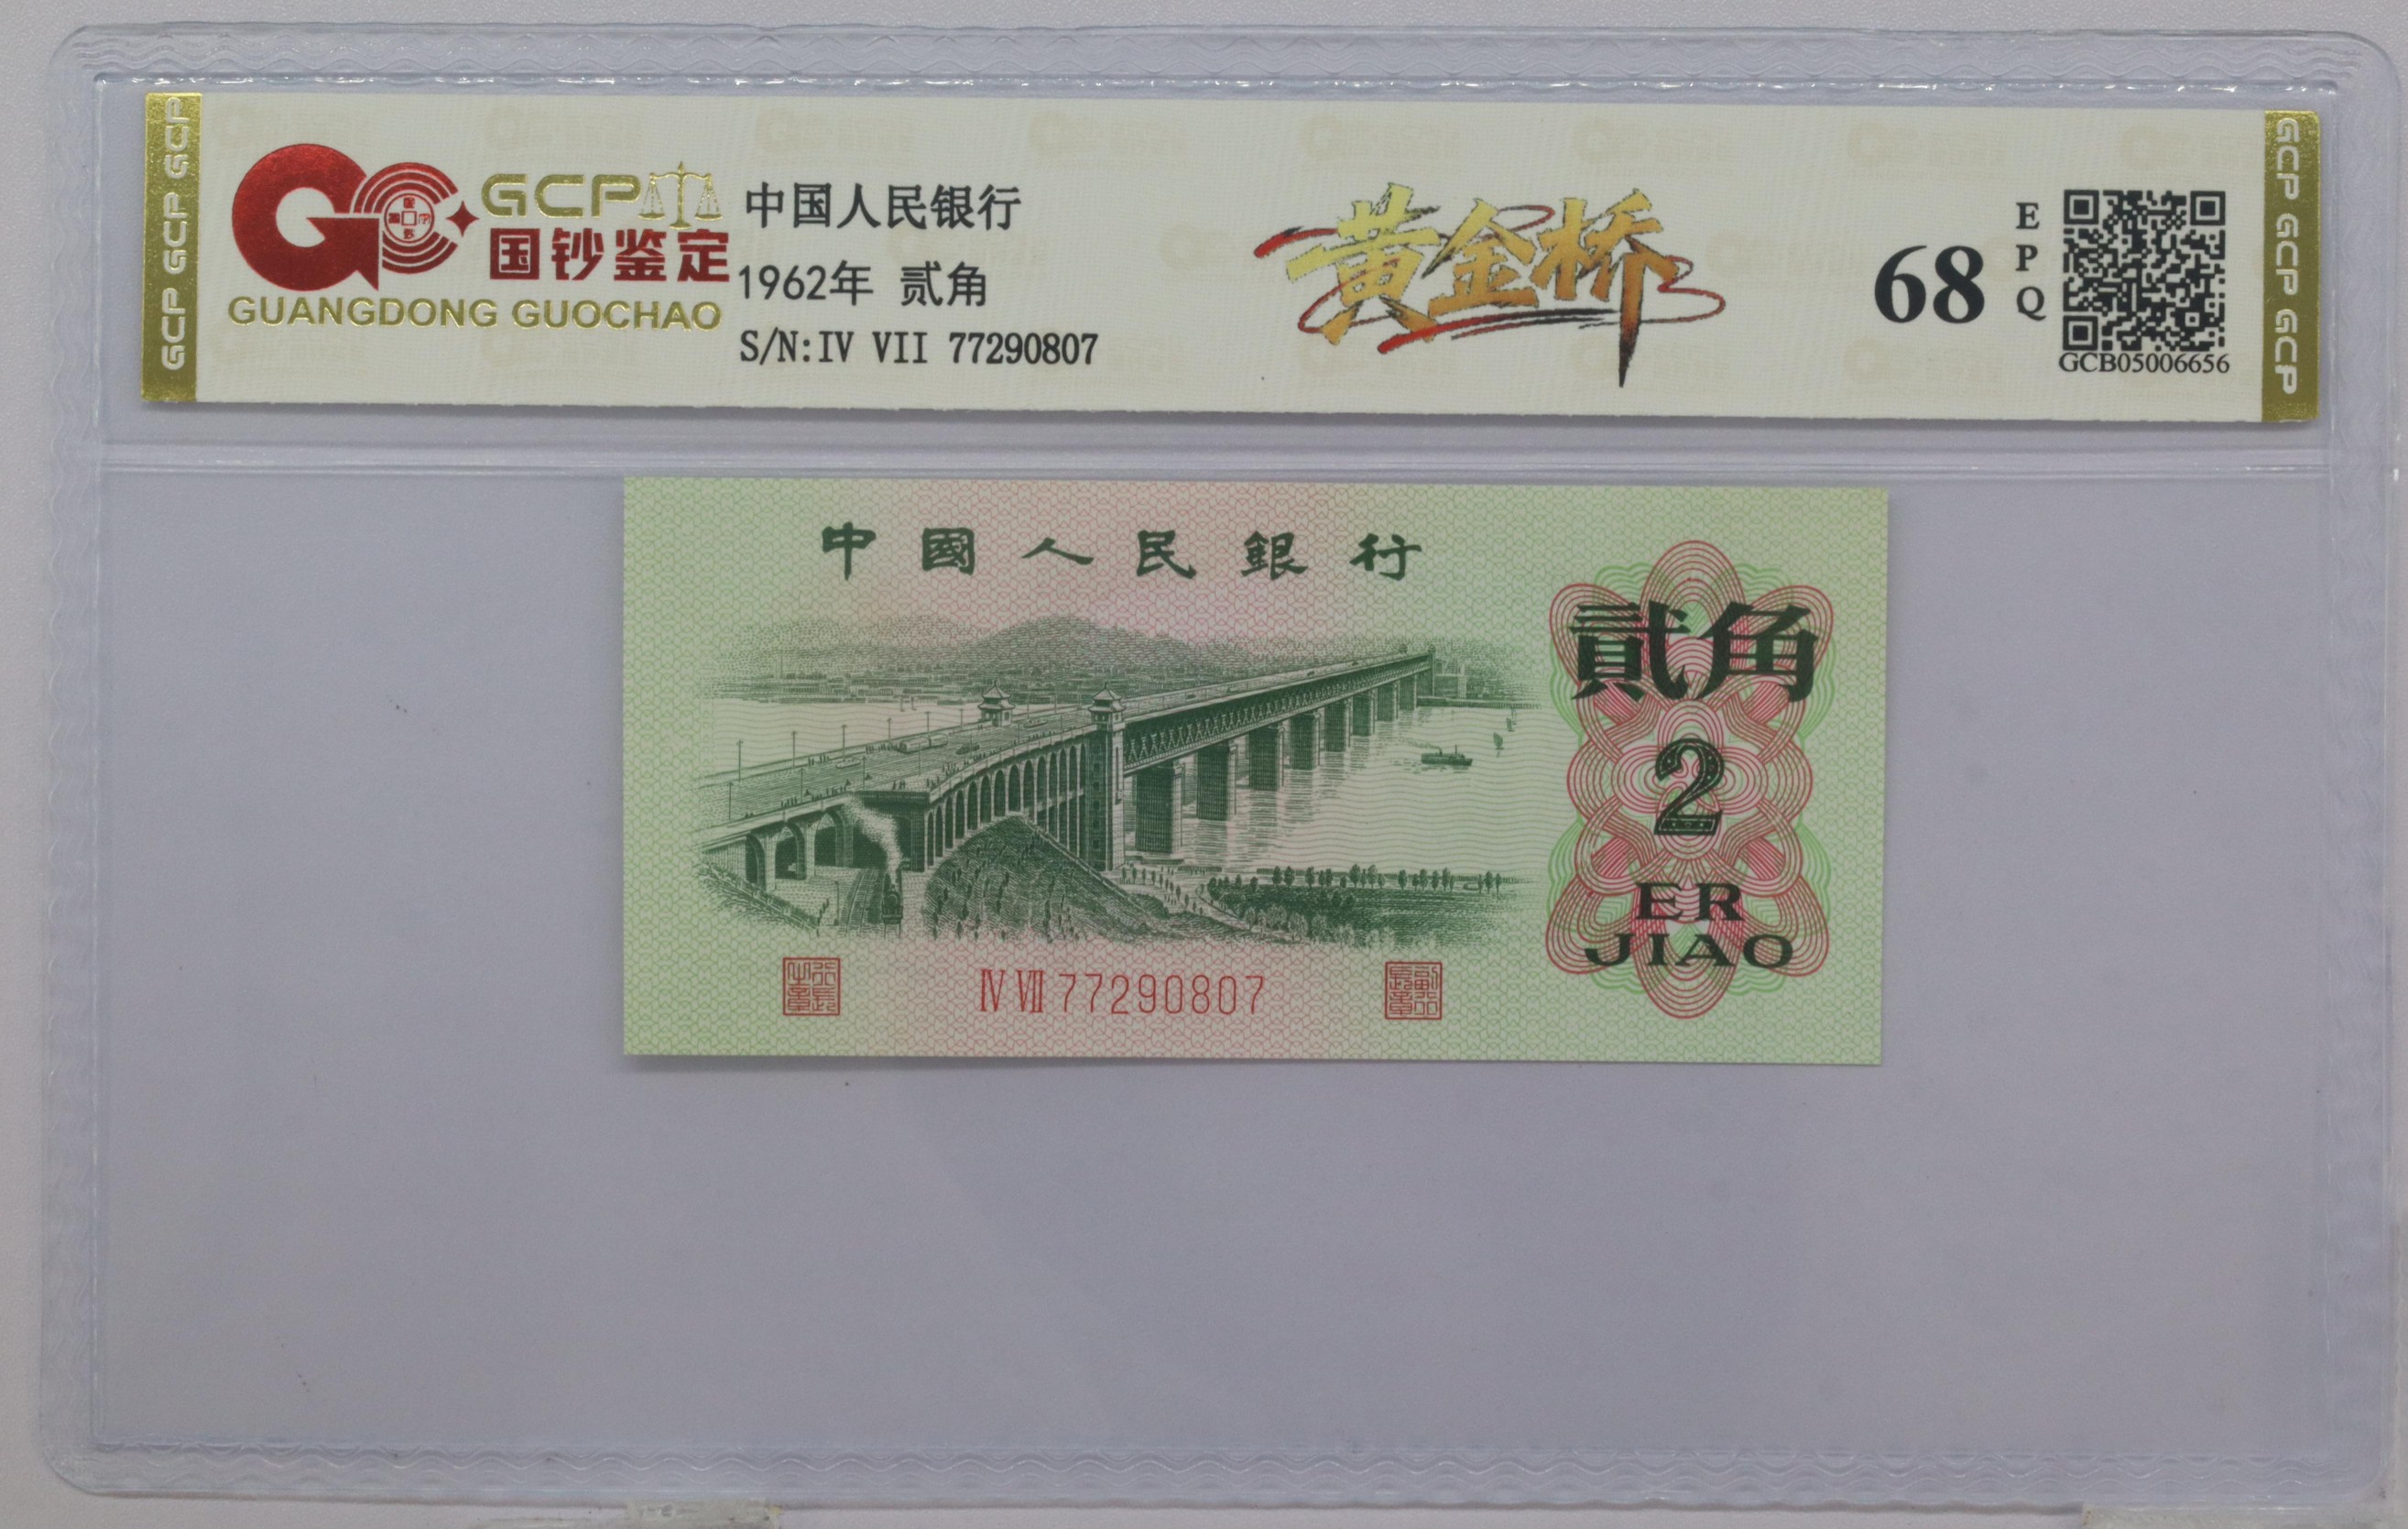 GCP GCP GCP
GCP
国钞鉴定
GUANGDONG GUOCHAO
中国人民银行
1962年 贰角
S/N:IV VII 77290807
黄金桥
68
EPQ
GCB05006656
GCP GCP GCP
中國人民銀行
貳角
2
ER
JIAO
Ⅳ Ⅶ 77290807